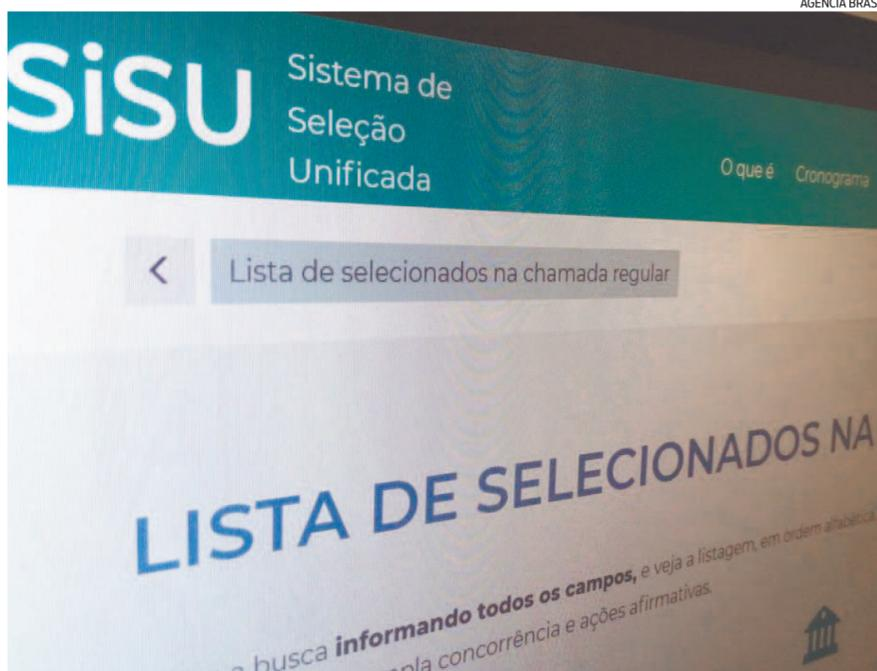 AGÊNCIA BRAS
SiSU
Sistema de
Seleção
Unificada
O que é Cronograma
Lista de selecionados na chamada regular
LISTA DE SELECIONADOS NA
busca informando todos os campos, e veja a listagem, em ordem alfabética,
concorrência e ações afirmativas.